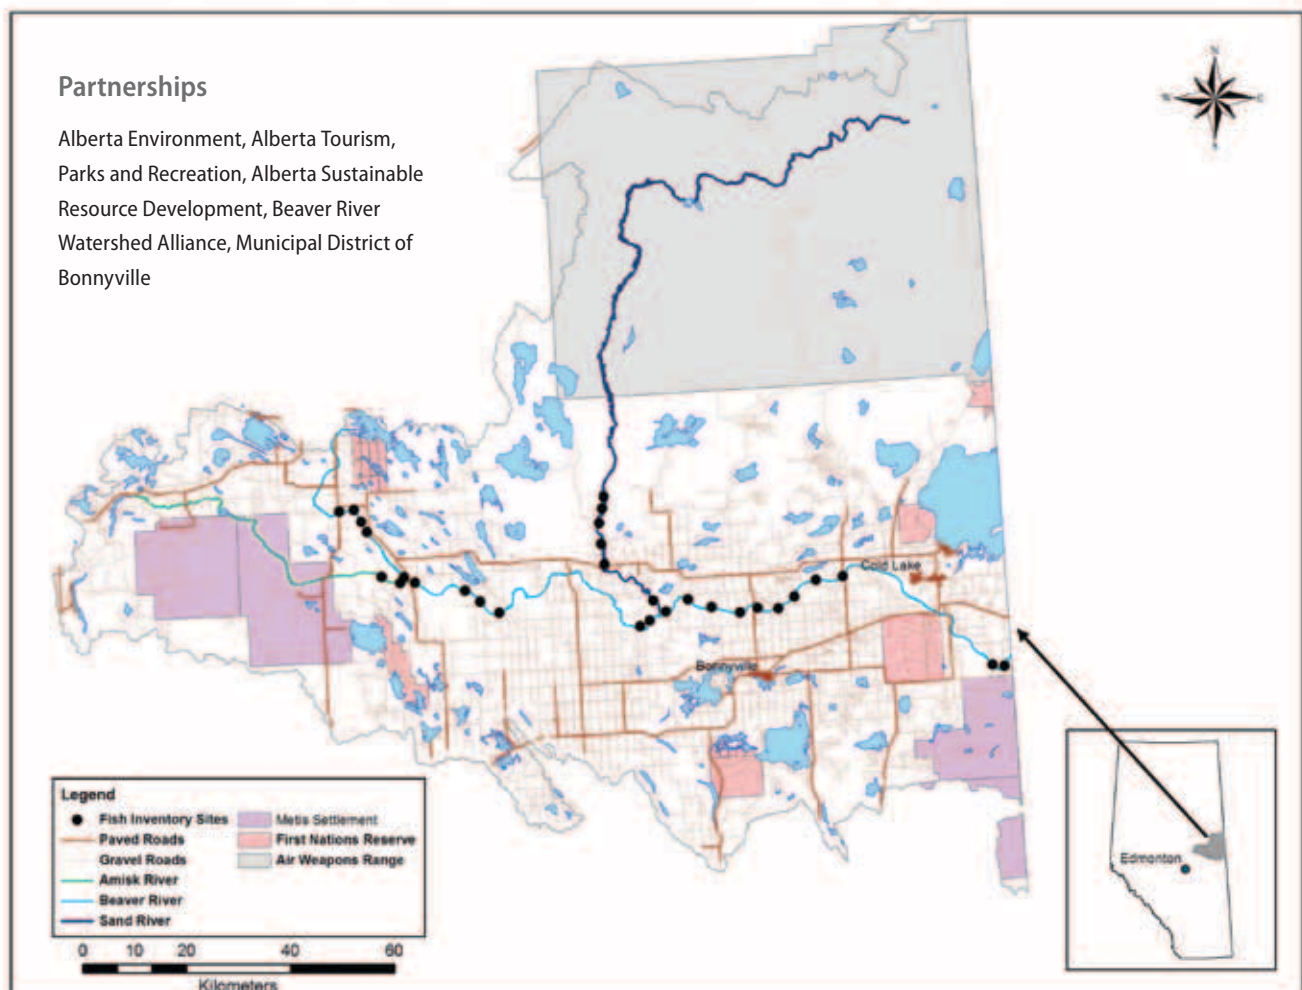 Partnerships
Alberta Environment, Alberta Tourism,
Parks and Recreation, Alberta Sustainable
Resource Development, Beaver River
Watershed Alliance, Municipal District of
Bonnyville
N
W
E
S
Cold Lake
Bonnyville
Edmonton
Legend
Fish Inventory Sites
Paved Roads
Gravel Roads
Amisk River
Beaver River
Sand River
Metis Settlement
First Nations Reserve
Air Weapons Range
0 10 20 40 60
Kilometers